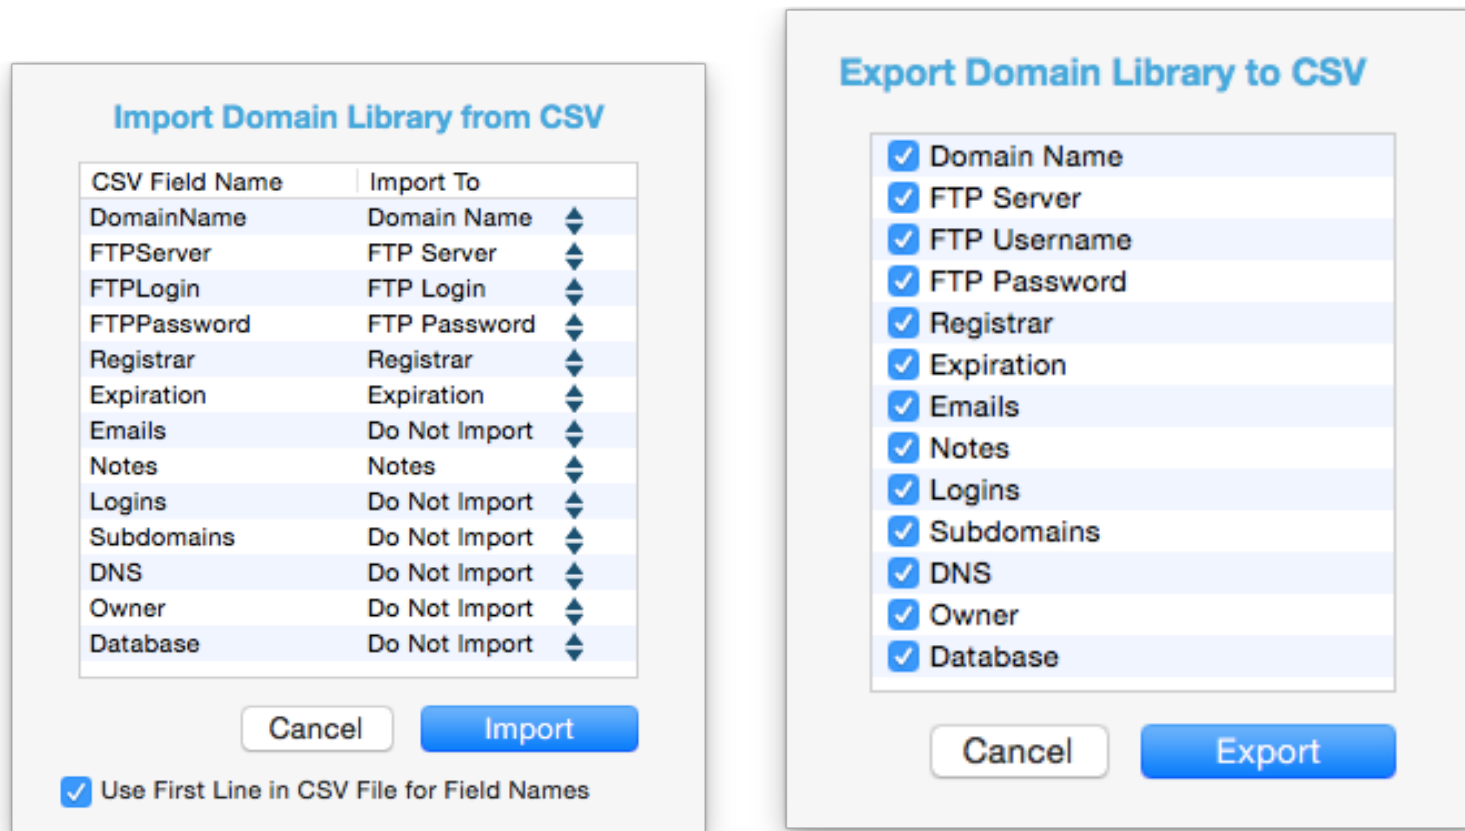 Import Domain Library from CSV
CSV Field Name Import To
DomainName Domain Name
FTPServer FTP Server
FTPLogin FTP Login
FTPPassword FTP Password
Registrar Registrar
Expiration Expiration
Emails Do Not Import
Notes Notes
Logins Do Not Import
Subdomains Do Not Import
DNS Do Not Import
Owner Do Not Import
Database Do Not Import
Cancel Import
Use First Line in CSV File for Field Names
Export Domain Library to CSV
Domain Name
FTP Server
FTP Username
FTP Password
Registrar
Expiration
Emails
Notes
Logins
Subdomains
DNS
Owner
Database
Cancel Export